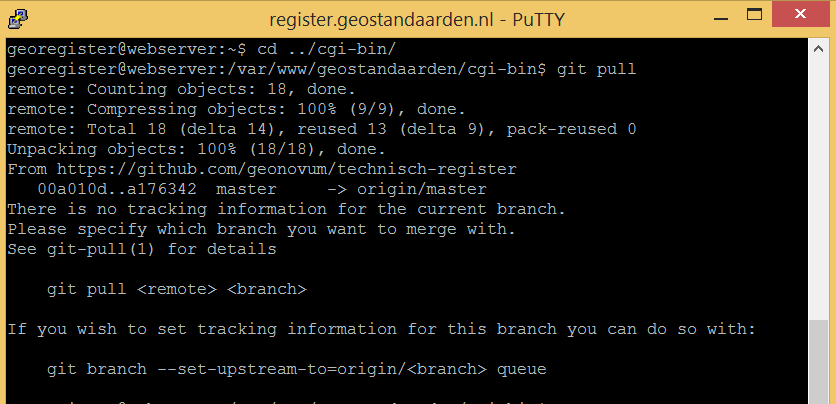 register.geostandaarden.nl - PuTTY
georegister@webserver:~$ cd ../cgi-bin/
georegister@webserver:/var/www/geostandaarden/cgi-bin$ git pull
remote: Counting objects: 18, done.
remote: Compressing objects: 100% (9/9), done.
remote: Total 18 (delta 14), reused 13 (delta 9), pack-reused 0
Unpacking objects: 100% (18/18), done.
From https://github.com/geonovum/technisch-register
   00a010d..a176342  master     -> origin/master
There is no tracking information for the current branch.
Please specify which branch you want to merge with.
See git-pull(1) for details

    git pull <remote> <branch>

If you wish to set tracking information for this branch you can do so with:

    git branch --set-upstream-to=origin/<branch> queue